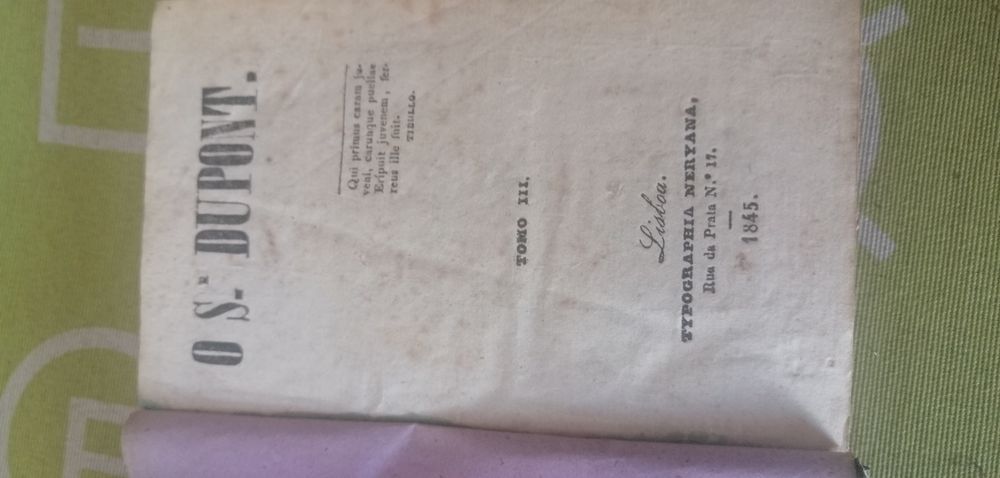 O S.ʳ DUPONT.
Qui primus caram ju-
veni, carumque puellae
Eripuit juvenem, fer-
reus ille fuit.
TIBULLO.
TOMO III.
Lisboa.
TYPOGRAPHIA NERYANA,
Rua da Prata N.º 17.
1845.